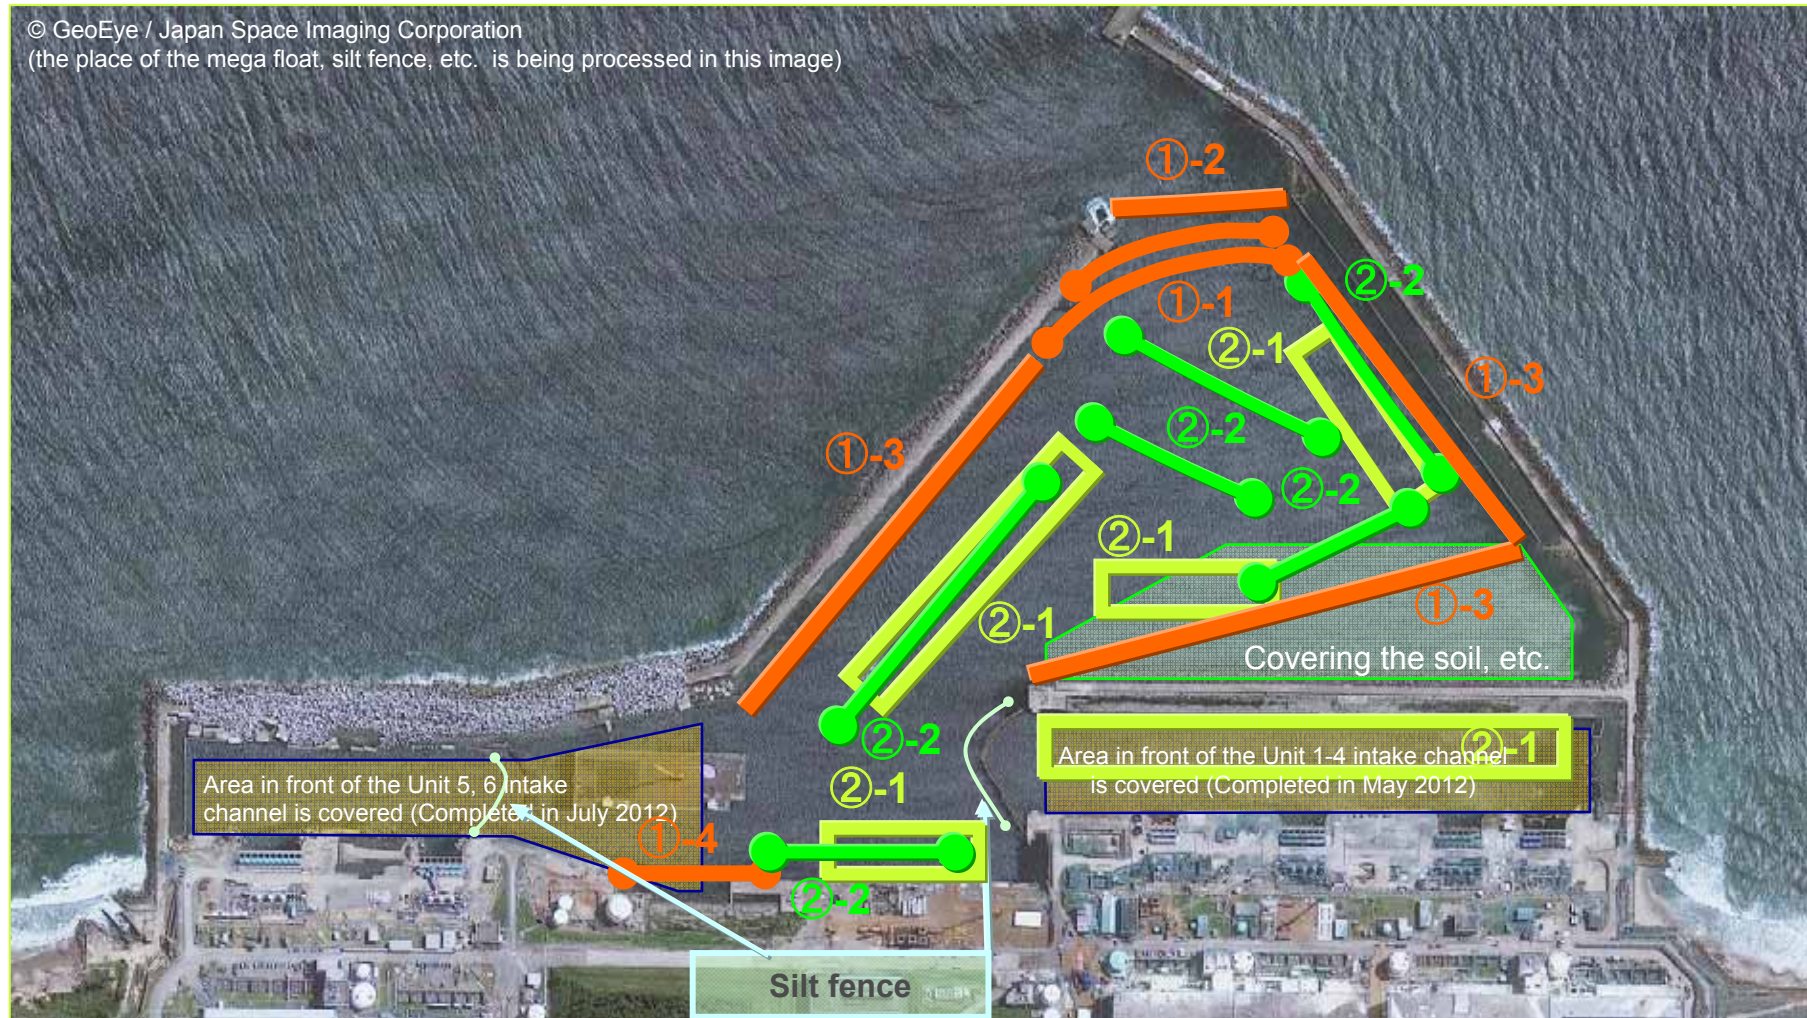 © GeoEye / Japan Space Imaging Corporation
(the place of the mega float, silt fence, etc. is being processed in this image)
①-2
②-2
①-1
②-1
①-3
②-2
①-3
②-2
②-1
①-3
②-1
Covering the soil, etc.
②-2
②-1
Area in front of the Unit 1-4 intake channel
is covered (Completed in May 2012)
Area in front of the Unit 5, 6 intake
channel is covered (Completed in July 2012)
②-1
①-4
②-2
Silt fence